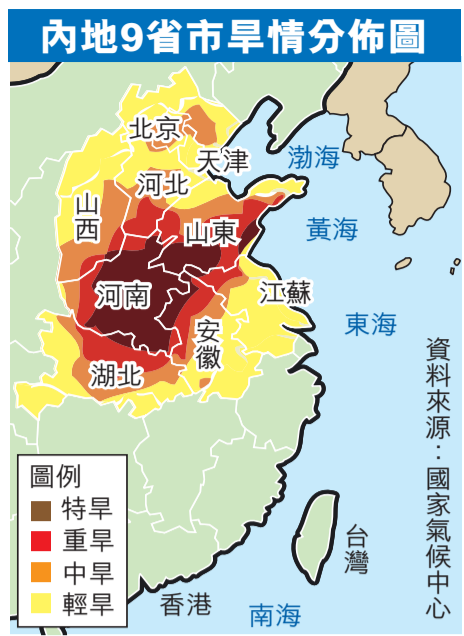 內地9省市旱情分佈圖
北京
天津
渤海
河北
山西
山東
黃海
河南
江蘇
東海
安徽
湖北
資料來源：國家氣候中心
圖例
特旱
重旱
中旱
輕旱
台灣
香港
南海